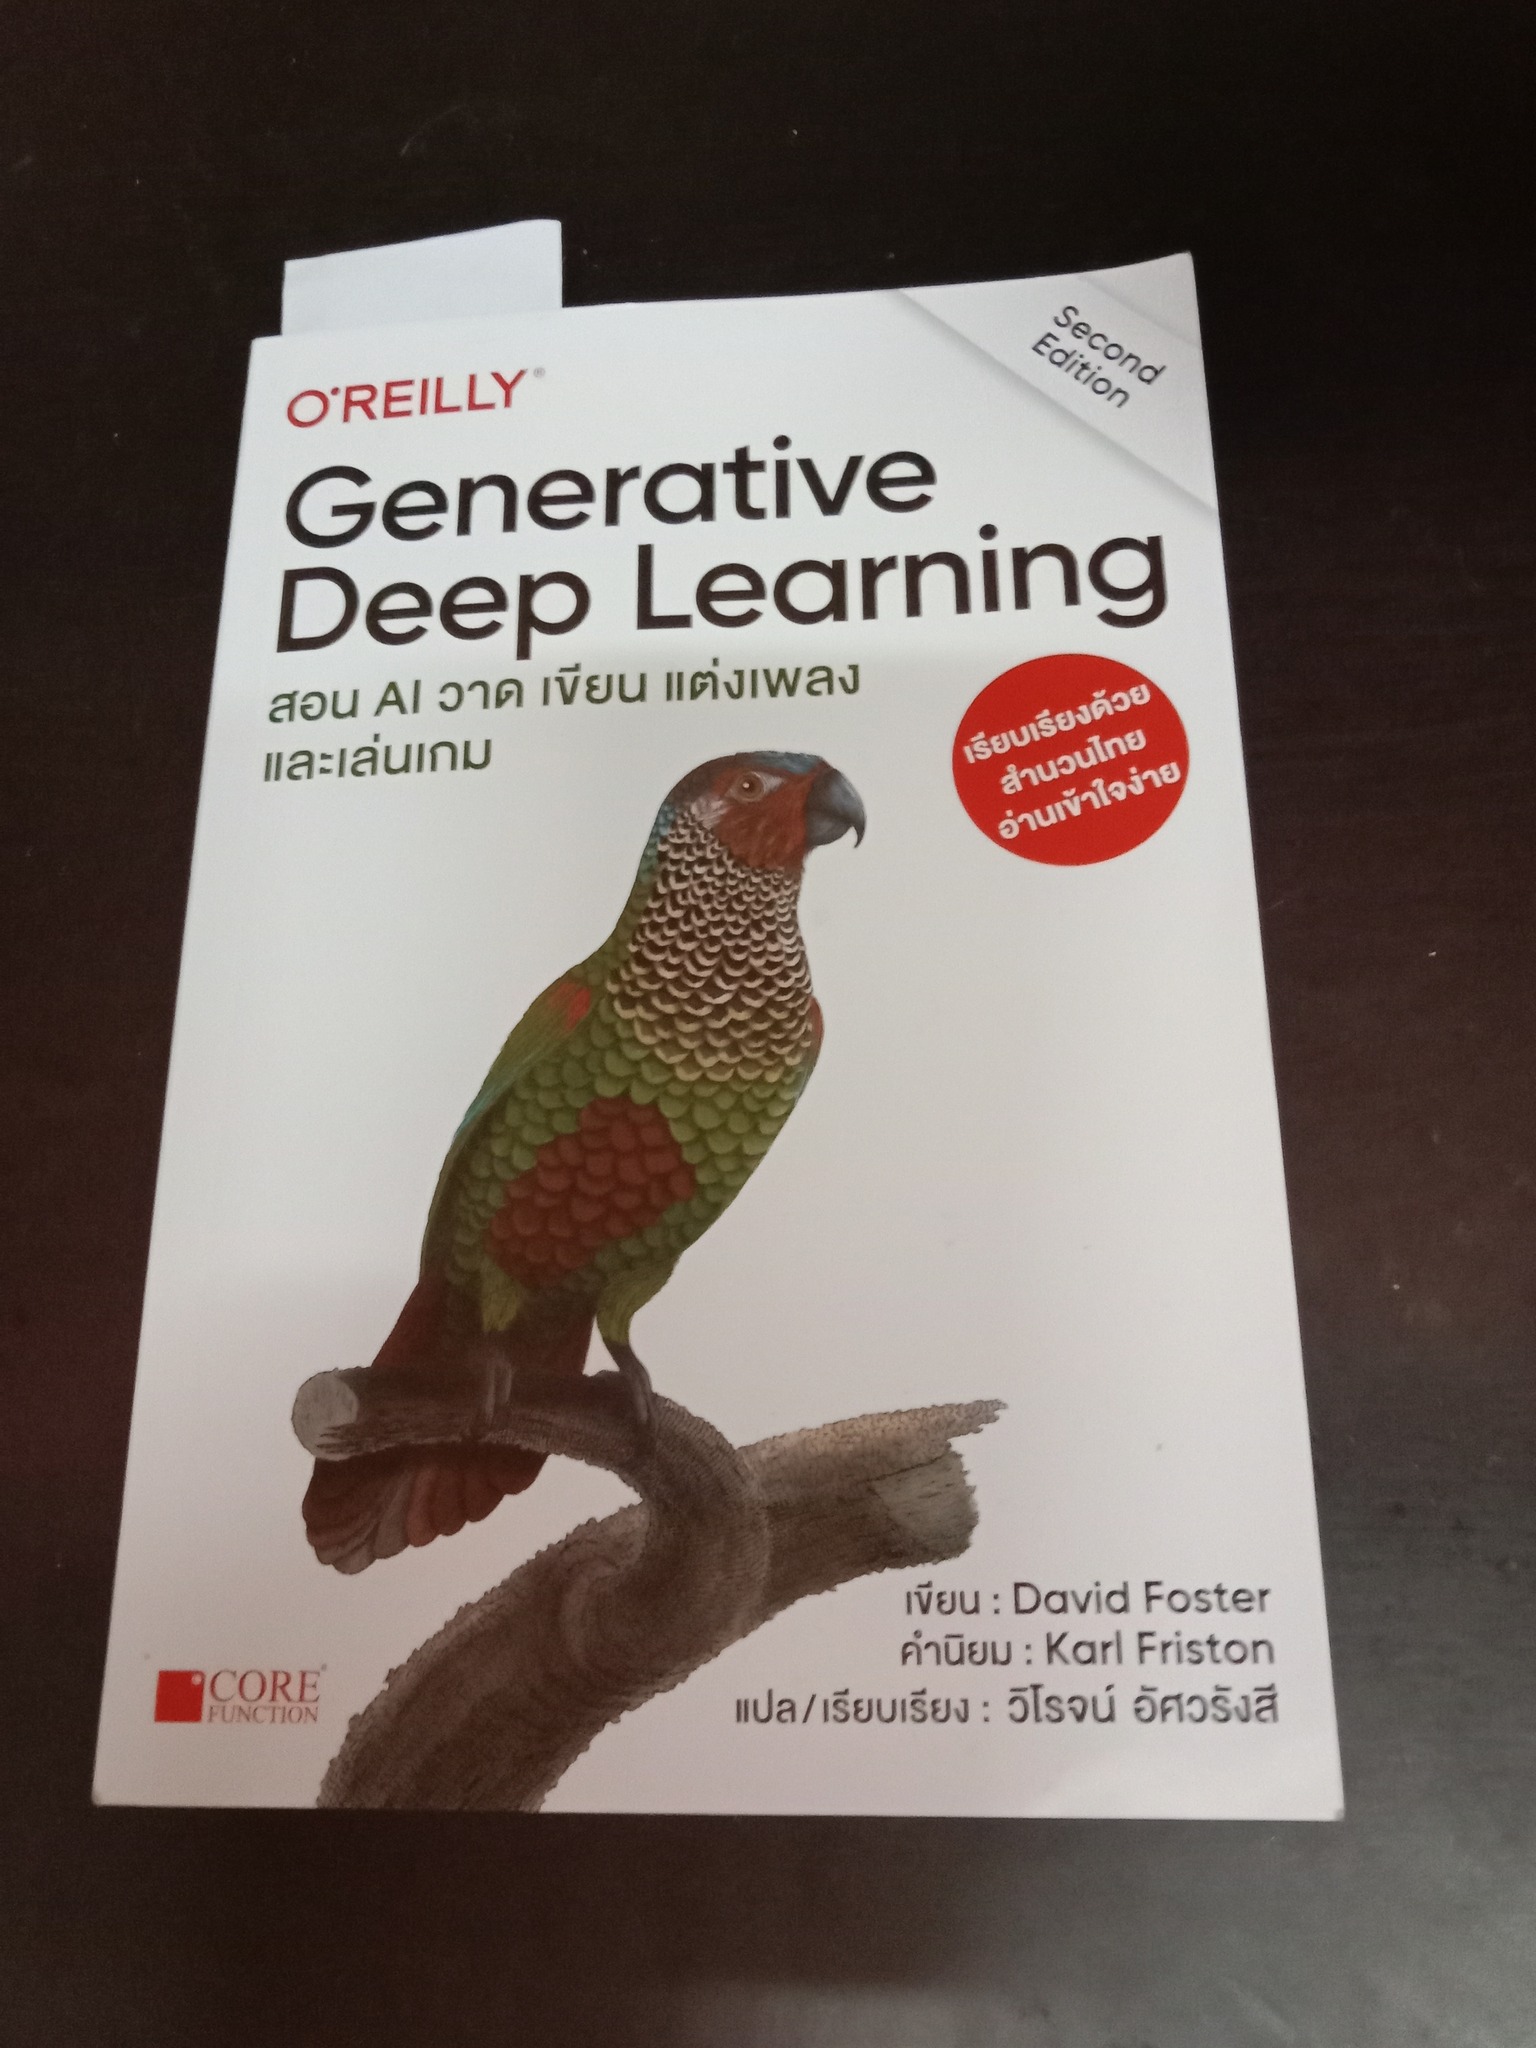 Second
Edition
O'REILLY®
Generative
Deep Learning
สอน AI วาด เขียน แต่งเพลง
และเล่นเกม
เรียบเรียงด้วย
สำนวนไทย
อ่านเข้าใจง่าย
เขียน : David Foster
คำนิยม : Karl Friston
แปล/เรียบเรียง : วิโรจน์ อัศวรังสี
CORE®
FUNCTION